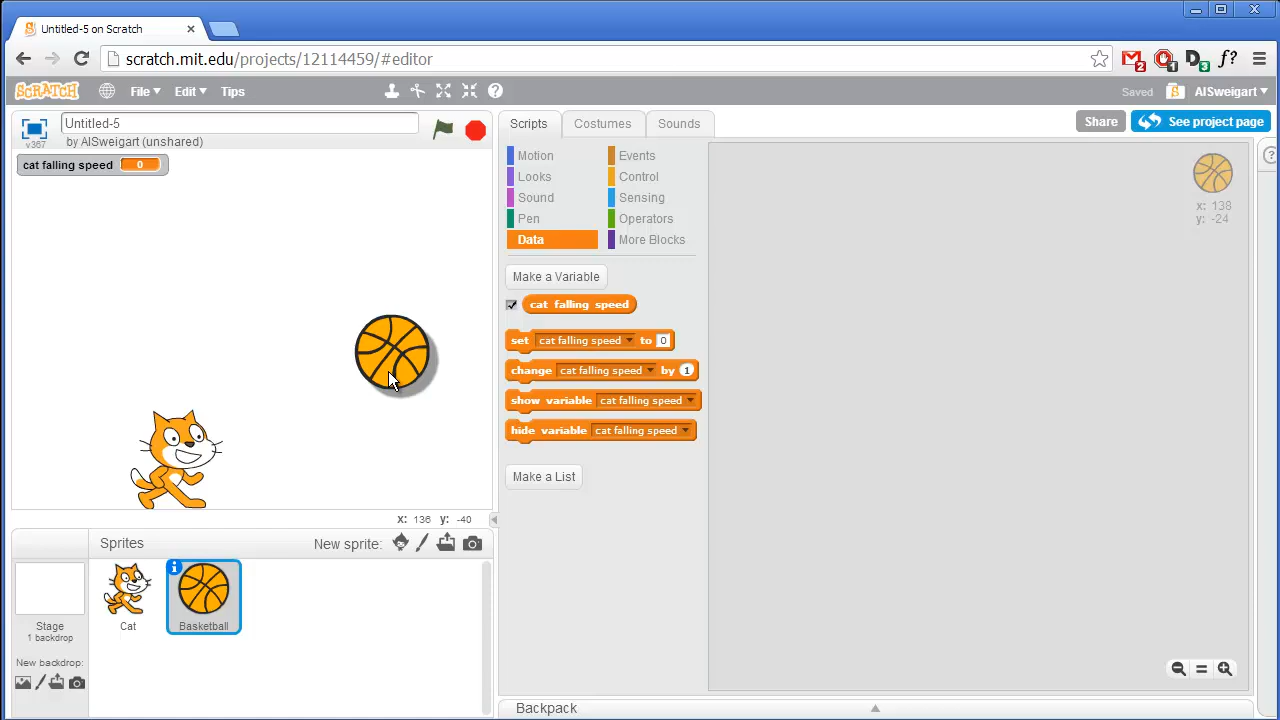 Untitled-5 on Scratch
scratch.mit.edu/projects/12114459/#editor
2
1
D
3
f?
SCRATCH
File
Edit
Tips
Saved
AlSweigart
v367
Untitled-5
by AlSweigart (unshared)
cat falling speed 0
x: 136 y: -40
Scripts
Costumes
Sounds
Share
See project page
Motion
Looks
Sound
Pen
Data
Events
Control
Sensing
Operators
More Blocks
Make a Variable
cat falling speed
set cat falling speed to 0
change cat falling speed by 1
show variable cat falling speed
hide variable cat falling speed
Make a List
x: 138
y: -24
Sprites
New sprite:
Stage
1 backdrop
New backdrop:
Cat
Basketball
Backpack